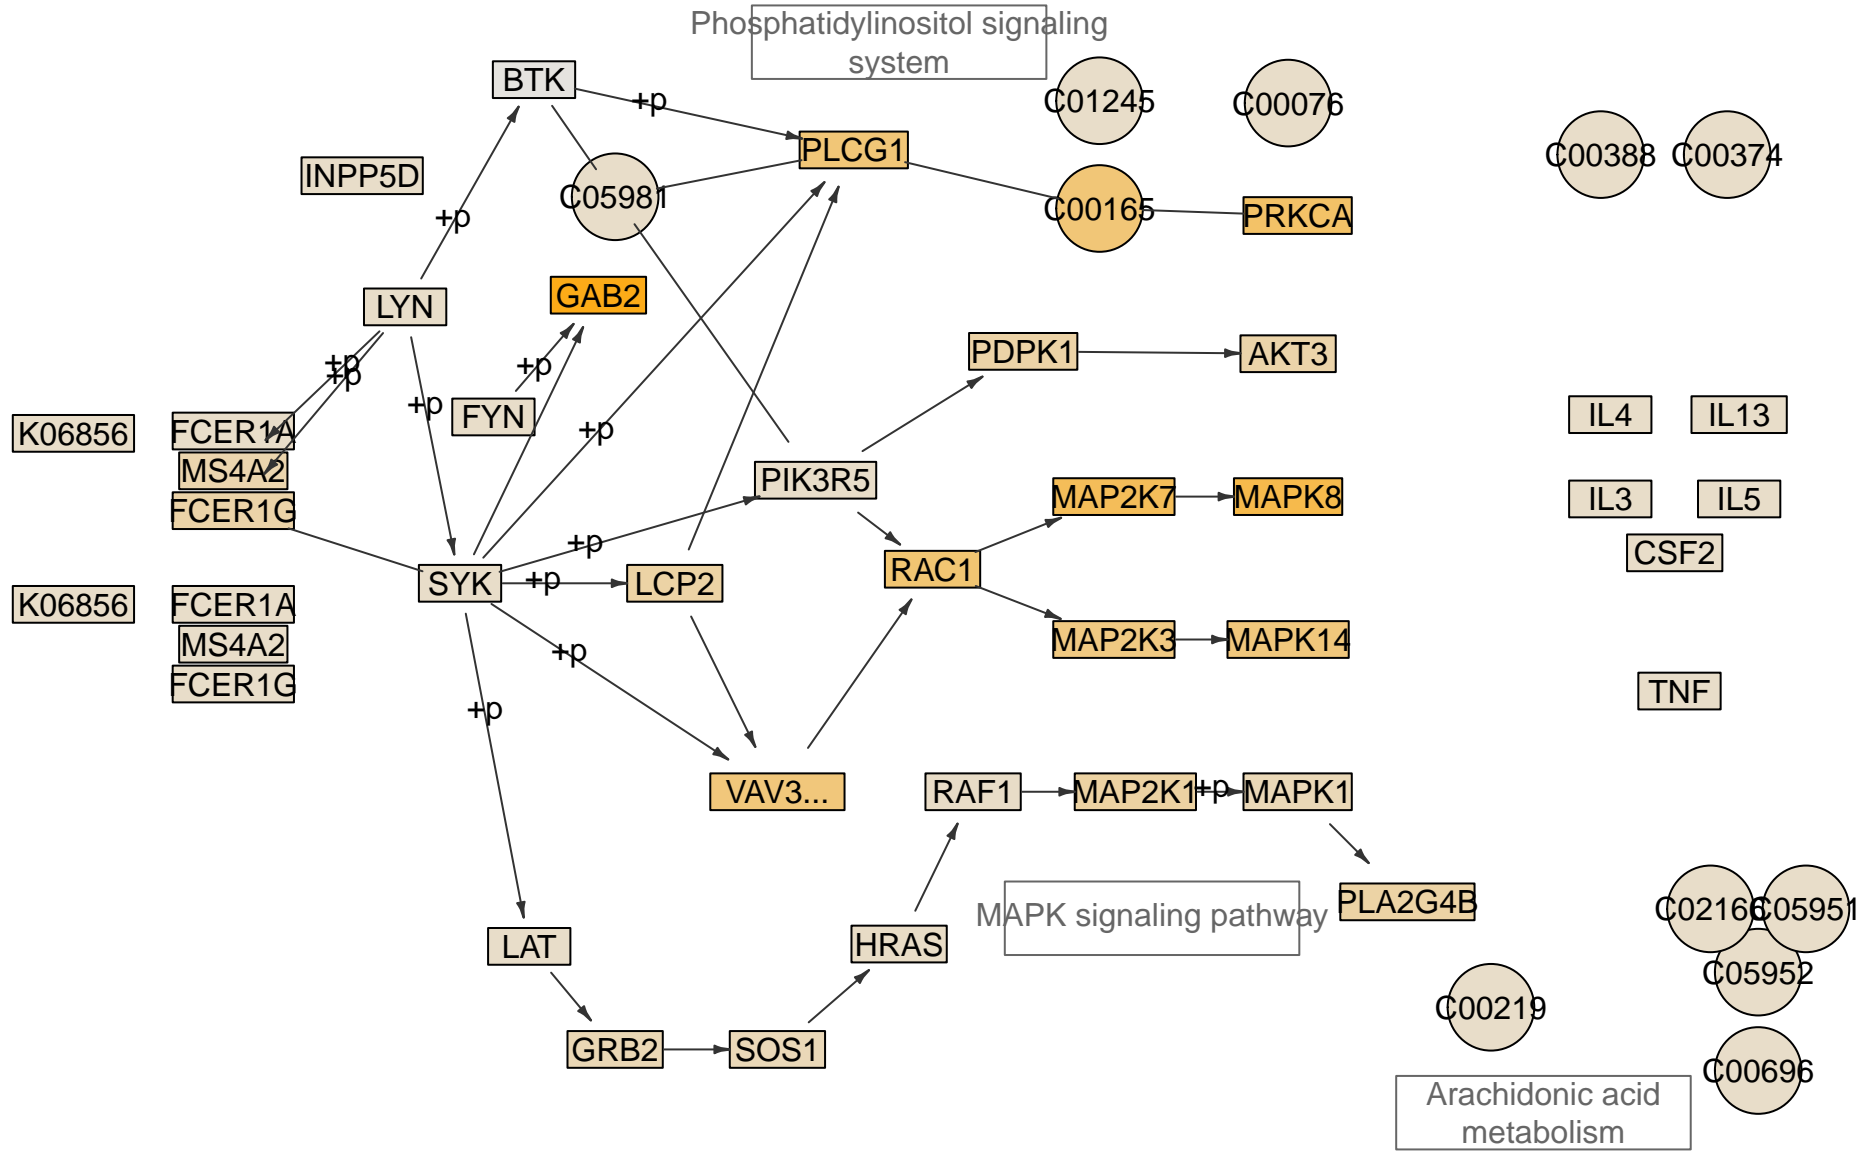 Phosphatidylinositol signaling
system
BTK
+p
C01245
C00076
PLCG1
C00388
C00374
INPP5D
C05981
C00165
PRKCA
+p
LYN
GAB2
PDPK1
AKT3
+p
+p
+p
+p
FYN
+p
K06856
FCER1A
MS4A2
FCER1G
PIK3R5
MAP2K7
MAPK8
IL4
IL13
IL3
IL5
CSF2
+p
SYK
+p
LCP2
RAC1
K06856
FCER1A
MS4A2
FCER1G
+p
MAP2K3
MAPK14
TNF
+p
VAV3...
RAF1
MAP2K1
+p
MAPK1
PLA2G4B
MAPK signaling pathway
LAT
HRAS
C02166
C05951
C05952
C00219
GRB2
SOS1
C00696
Arachidonic acid
metabolism